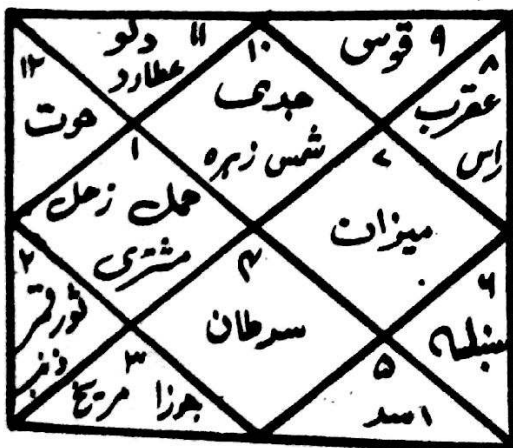 ۹ قوس
۱۰
۱۱ دلو
عطارد
۸
عقرب
راس
۱۲
حوت
جدی
شمس زہرہ
۷
میزان
۱
حمل زحل
مشتری
۲
ثور قمر
ذنب
۴
سرطان
۶
سنبلہ
۳
جوزا مریخ
۵
اسد